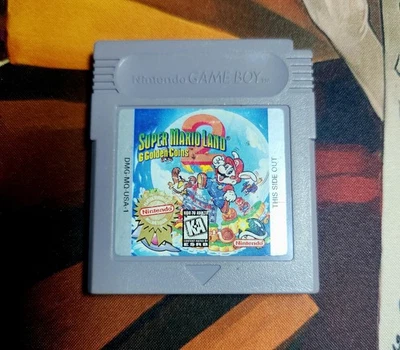 Nintendo GAME BOY
SUPER MARIO LAND
2
6 Golden Coins
DMG-MQ-USA-1
THIS SIDE OUT
Nintendo
K-A
ESRB
Nintendo